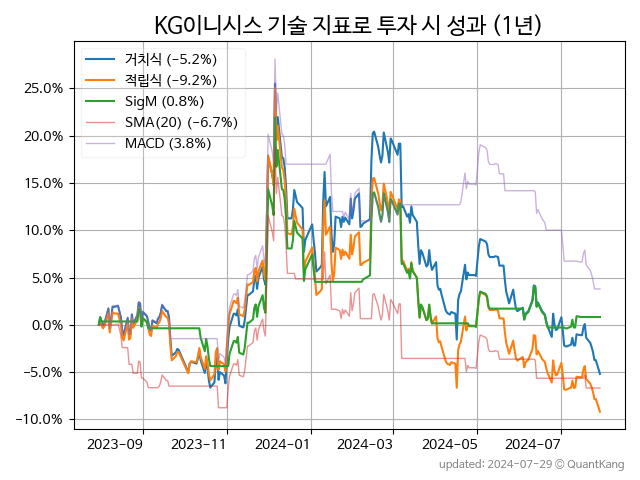 KG이니시스 기술 지표로 투자 시 성과 (1년)
거치식 (−5.2%)
적립식 (−9.2%)
SigM (0.8%)
SMA(20) (−6.7%)
MACD (3.8%)
25.0%
20.0%
15.0%
10.0%
5.0%
0.0%
−5.0%
−10.0%
2023−09 2023−11 2024−01 2024−03 2024−05 2024−07
updated: 2024-07-29 © QuantKang